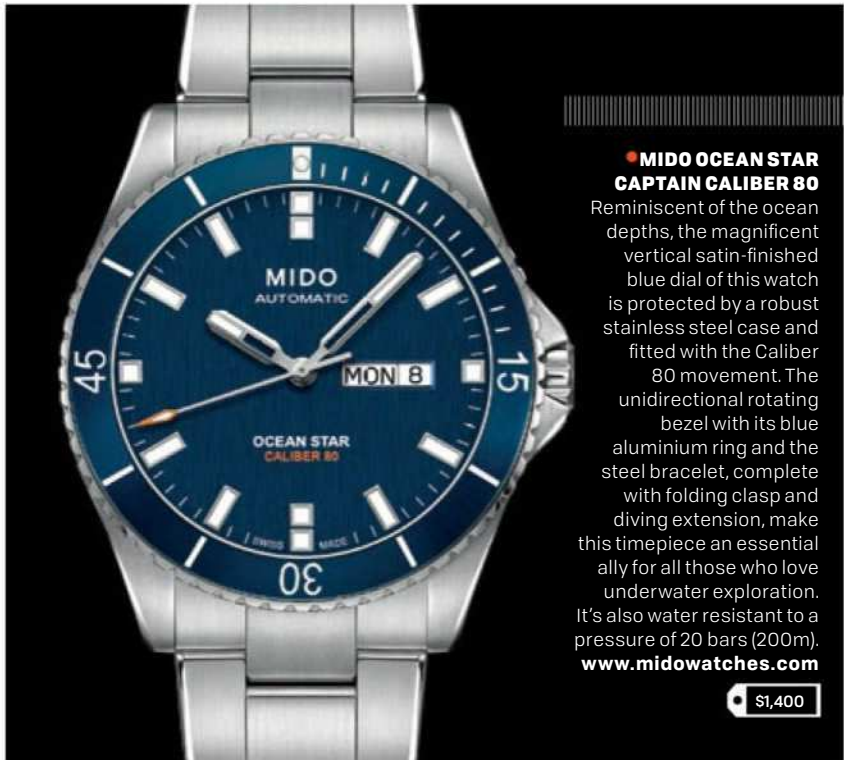 MIDO
AUTOMATIC
MON 8
OCEAN STAR
CALIBER 80
SWISS MADE
15
30
45
MIDO OCEAN STAR
CAPTAIN CALIBER 80
Reminiscent of the ocean
depths, the magnificent
vertical satin-finished
blue dial of this watch
is protected by a robust
stainless steel case and
fitted with the Caliber
80 movement. The
unidirectional rotating
bezel with its blue
aluminium ring and the
steel bracelet, complete
with folding clasp and
diving extension, make
this timepiece an essential
ally for all those who love
underwater exploration.
It's also water resistant to a
pressure of 20 bars (200m).
www.midowatches.com
$1,400